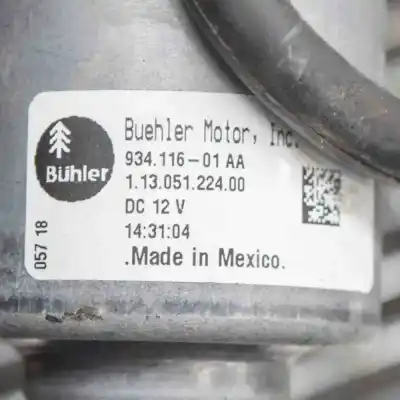 Bühler
Buehler Motor, Inc.
934.116-01 AA
1.13.051.224.00
DC 12 V
14:31:04
.Made in Mexico.
057 18